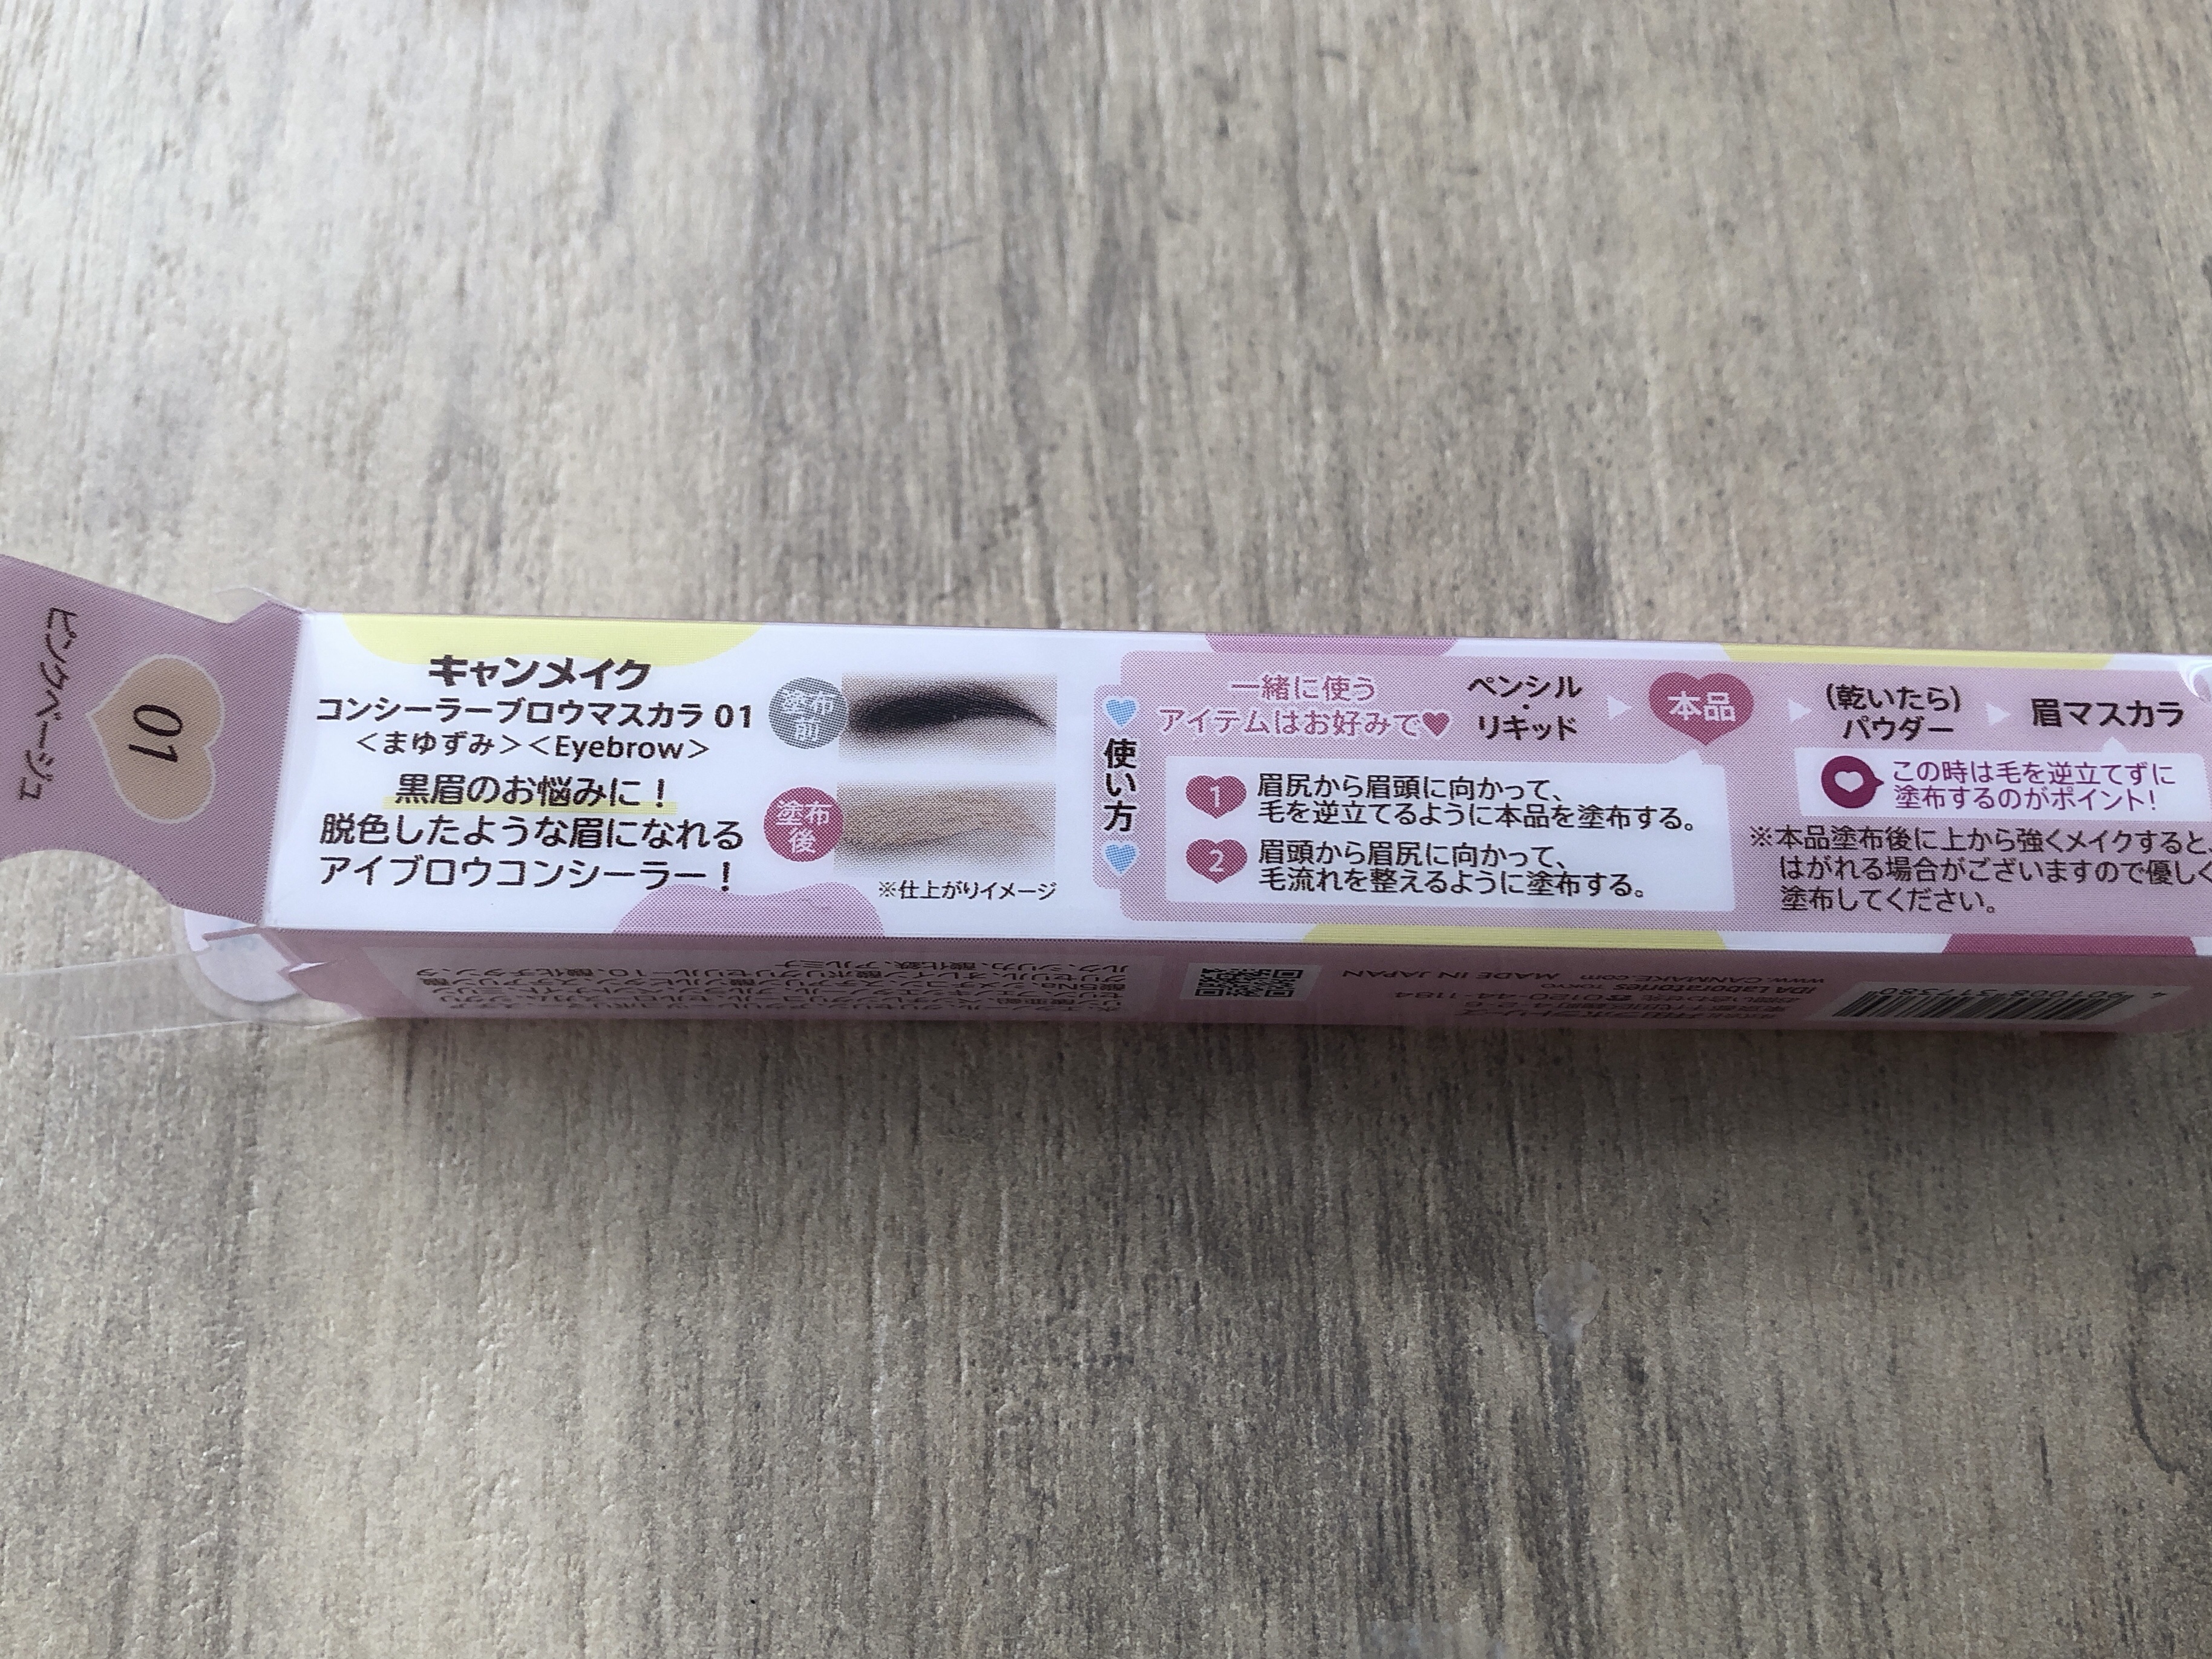 ピンクベージュ
01
キャンメイク
コンシーラーブロウマスカラ 01
＜まゆずみ＞＜Eyebrow＞
黒眉のお悩みに！
脱色したような眉になれる
アイブロウコンシーラー！
塗布
前
塗布
後
※仕上がりイメージ
使い方
一緒に使う
アイテムはお好みで♥
ペンシル
・
リキッド
本品
(乾いたら)
パウダー
眉マスカラ
1
眉尻から眉頭に向かって、
毛を逆立てるように本品を塗布する。
2
眉頭から眉尻に向かって、
毛流れを整えるように塗布する。
この時は毛を逆立てずに
塗布するのがポイント！
※本品塗布後に上から強くメイクすると、
はがれる場合がございますので優しく
塗布してください。
0120-44-1184
IDA Laboratories TOKYO
www.CANMAKE.com MADE IN JAPAN